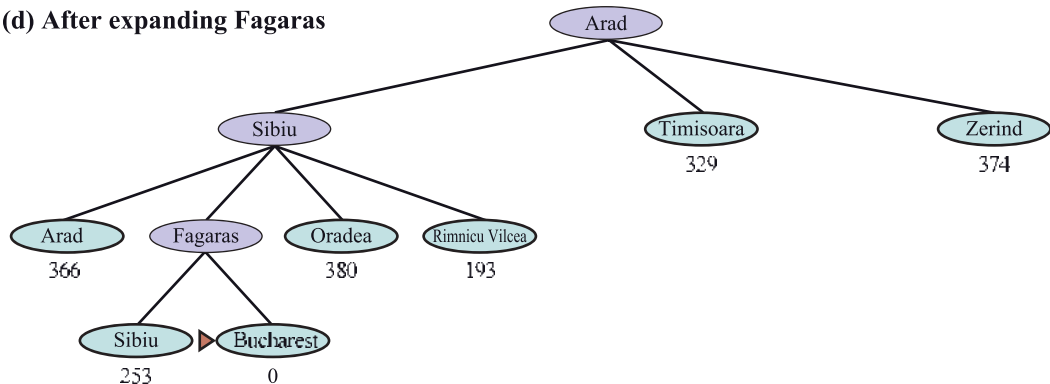 (d) After expanding Fagaras
Arad
Sibiu
Timisoara
Zerind
329
374
Arad
Fagaras
Oradea
Rimnicu Vilcea
366
380
193
Sibiu
Bucharest
253
0